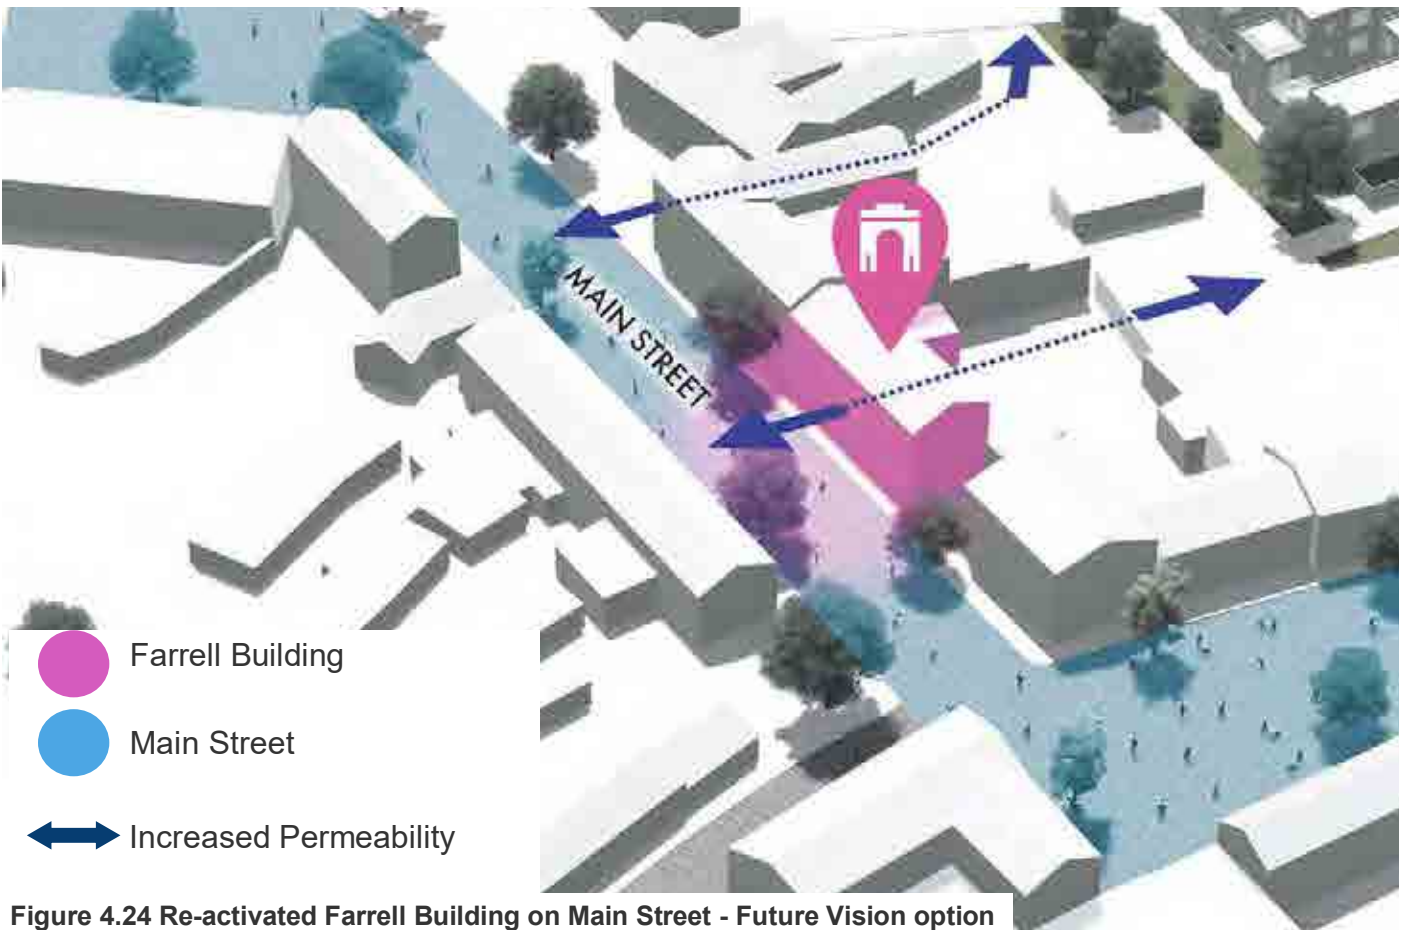 MAIN STREET
Farrell Building
Main Street
Increased Permeability
Figure 4.24 Re-activated Farrell Building on Main Street - Future Vision option